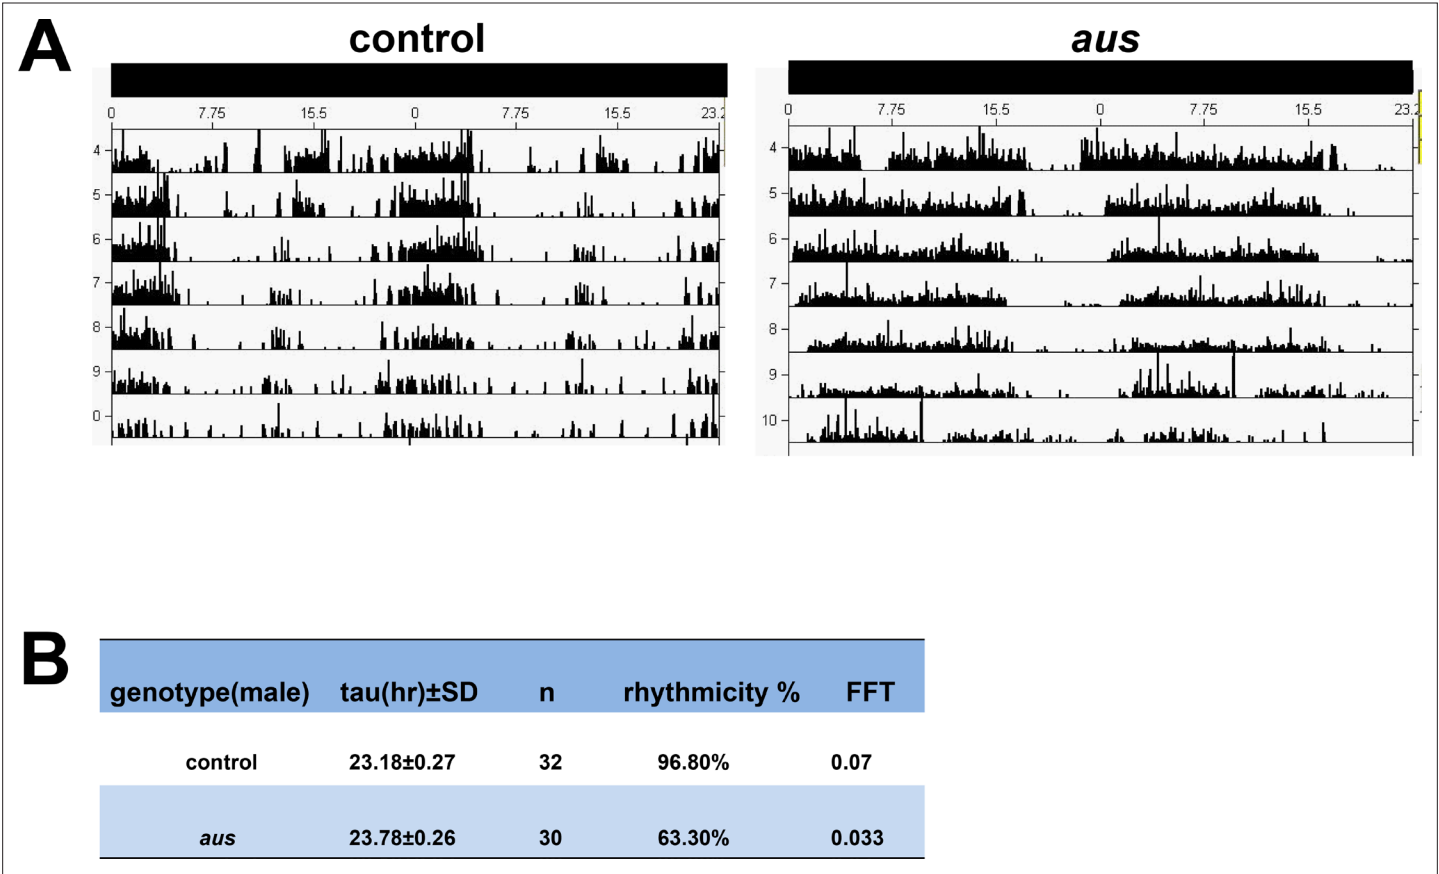 A
control
aus
0 7.75 15.5 0 7.75 15.5 23.2
0 7.75 15.5 0 7.75 15.5 23.2
4
5
6
7
8
9
0
4
5
6
7
8
9
10
B
genotype(male) tau(hr)±SD n rhythmicity % FFT
control 23.18±0.27 32 96.80% 0.07
aus 23.78±0.26 30 63.30% 0.033